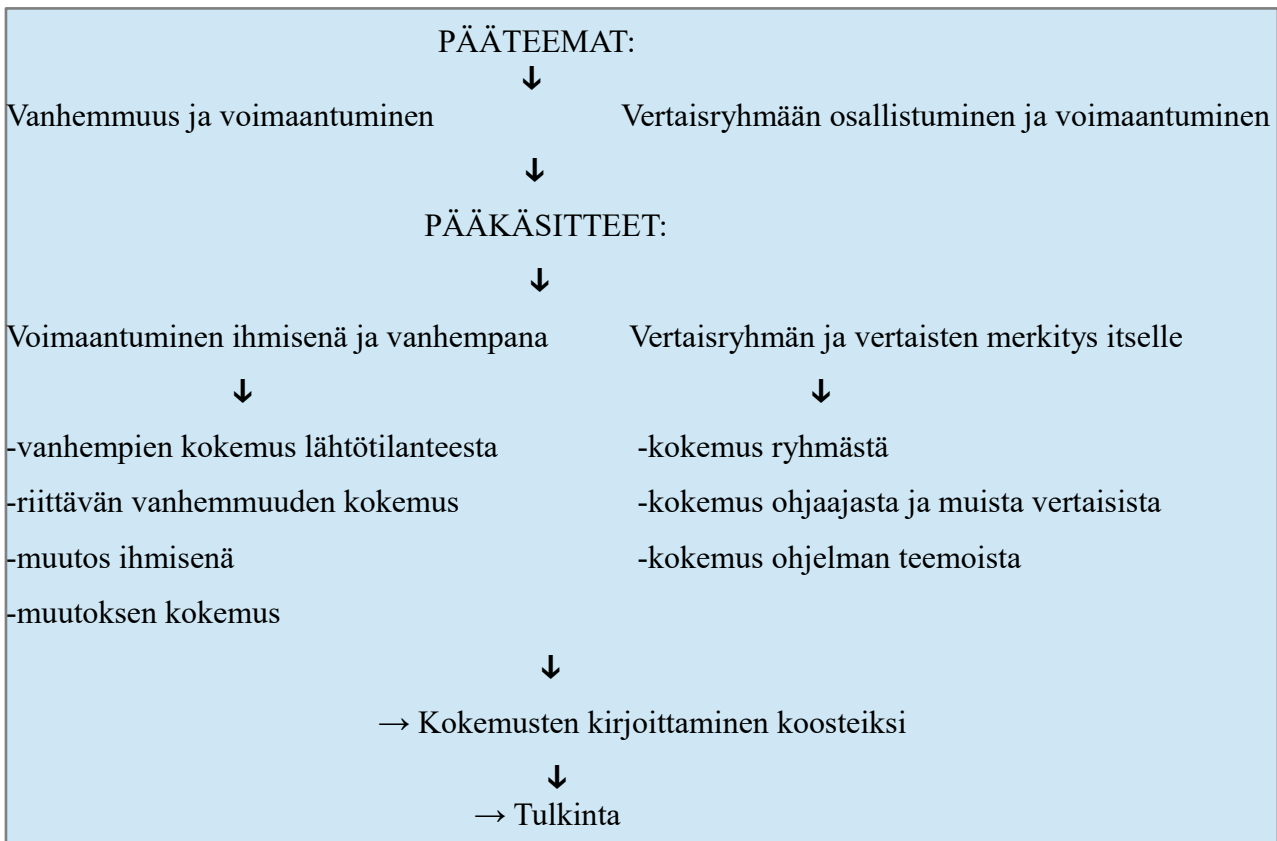 PÄÄTEEMAT:
↓
Vanhemmuus ja voimaantuminen Vertaisryhmään osallistuminen ja voimaantuminen
↓
PÄÄKÄSITTEET:
↓
Voimaantuminen ihmisenä ja vanhempana Vertaisryhmän ja vertaisten merkitys itselle
↓ ↓
-vanhempien kokemus lähtötilanteesta -kokemus ryhmästä
-riittävän vanhemmuuden kokemus -kokemus ohjaajasta ja muista vertaisista
-muutos ihmisenä -kokemus ohjelman teemoista
-muutoksen kokemus
↓
→ Kokemusten kirjoittaminen koosteiksi
↓
→ Tulkinta